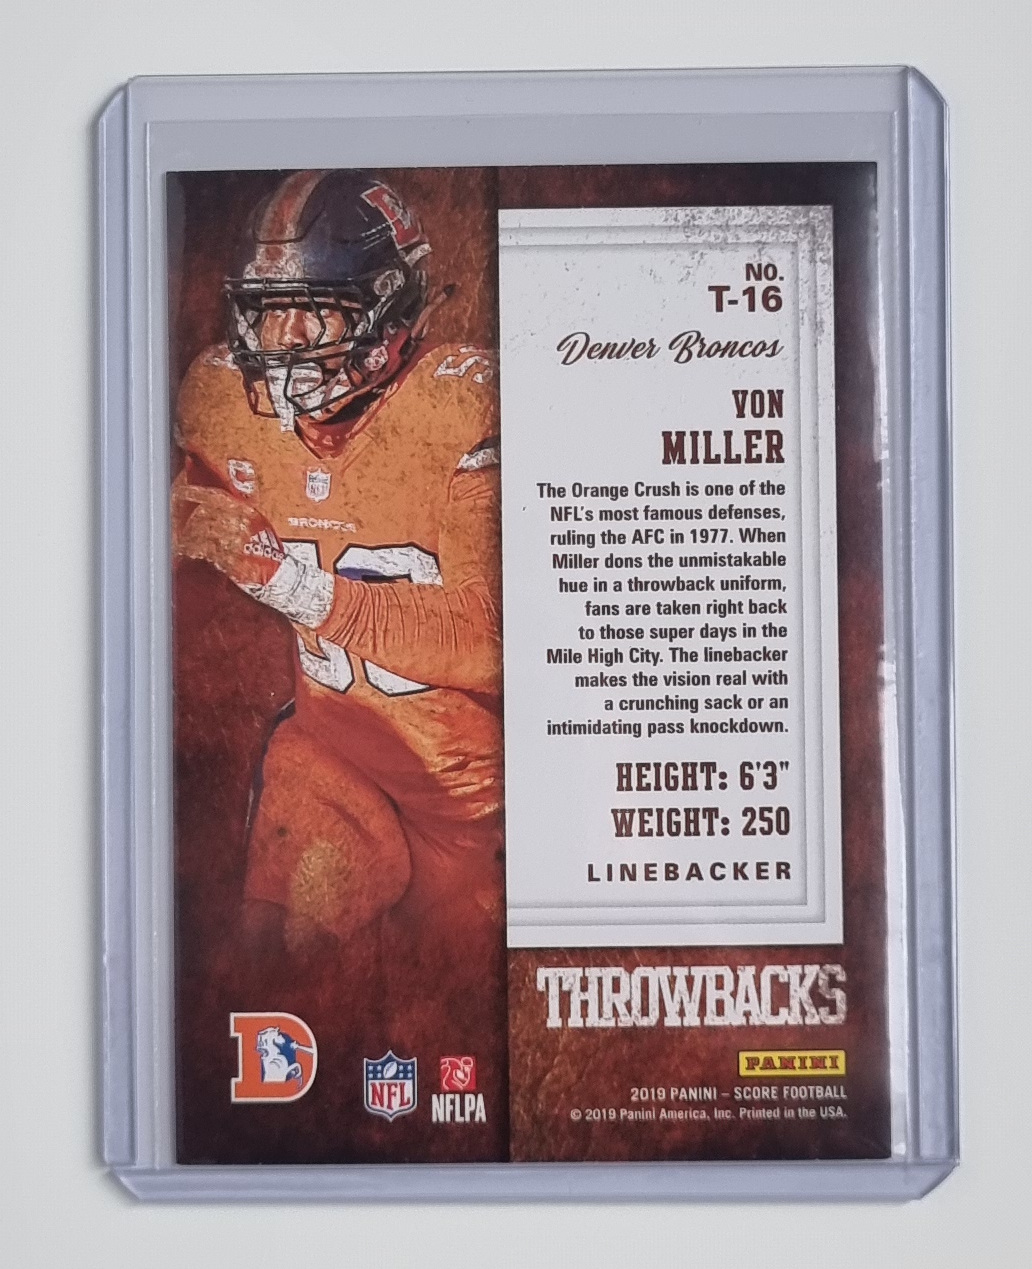 NO.
T-16
Denver Broncos
VON
MILLER
The Orange Crush is one of the
NFL's most famous defenses,
ruling the AFC in 1977. When
Miller dons the unmistakable
hue in a throwback uniform,
fans are taken right back
to those super days in the
Mile High City. The linebacker
makes the vision real with
a crunching sack or an
intimidating pass knockdown.
HEIGHT: 6'3"
WEIGHT: 250
LINEBACKER
THROWBACKS
PANINI
2019 PANINI – SCORE FOOTBALL
© 2019 Panini America, Inc. Printed in the USA.
BRONCOS
adidas
D
NFL
NFLPA